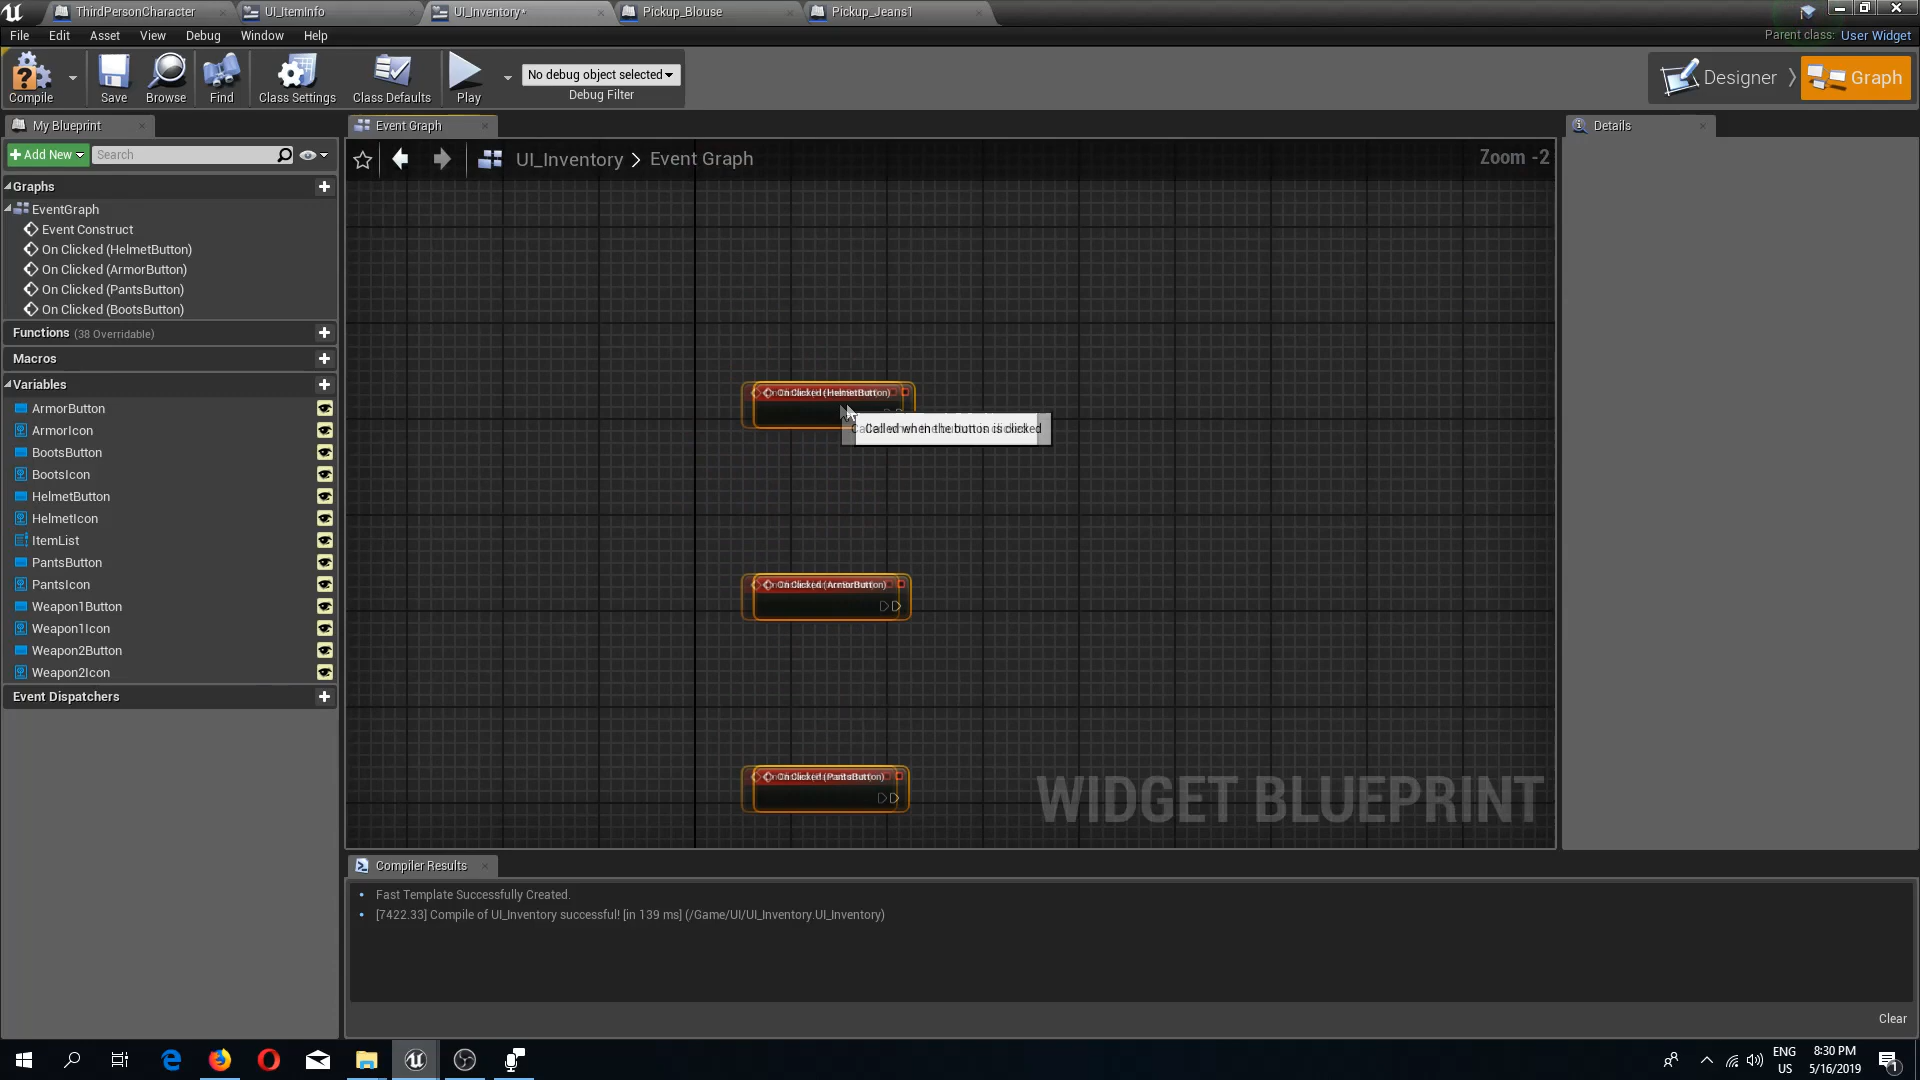 ThirdPersonCharacter
UI_ItemInfo
UI_Inventory*
Pickup_Blouse
Pickup_Jeans1
File Edit Asset View Debug Window Help
Parent class: User Widget
Compile
Save
Browse
Find
Class Settings
Class Defaults
Play
No debug object selected
Debug Filter
Designer
Graph
My Blueprint
Event Graph
Details
Add New
Search
UI_Inventory > Event Graph
Zoom -2
Graphs
EventGraph
Event Construct
On Clicked (HelmetButton)
On Clicked (ArmorButton)
On Clicked (PantsButton)
On Clicked (BootsButton)
Functions (38 Overridable)
Macros
Variables
ArmorButton
ArmorIcon
BootsButton
BootsIcon
HelmetButton
HelmetIcon
ItemList
PantsButton
PantsIcon
Weapon1Button
Weapon1Icon
Weapon2Button
Weapon2Icon
Event Dispatchers
On Clicked (HelmetButton)
Called when the button is clicked
On Clicked (ArmorButton)
On Clicked (PantsButton)
WIDGET BLUEPRINT
Compiler Results
Fast Template Successfully Created.
[7422.33] Compile of UI_Inventory successful! [in 139 ms] (/Game/UI/UI_Inventory.UI_Inventory)
Clear
ENG
US
8:30 PM
5/16/2019
1